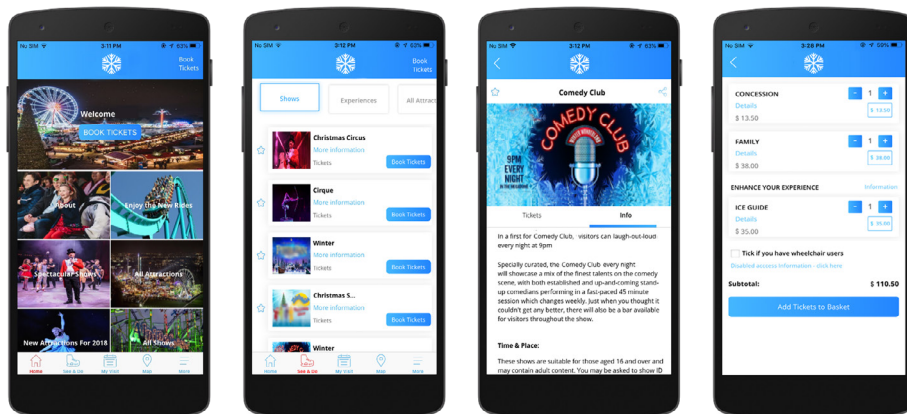 No SIM
3:11 PM
63%
Book
Tickets
Welcome
BOOK TICKETS
About
Enjoy the New Rides
Spectacular Shows
All Attractions
New Attractions For 2018
All Shows
Home
See & Do
My Visit
Map
More
No SIM
3:12 PM
63%
Book
Tickets
Shows
Experiences
All Attrac
Christmas Circus
More information
Tickets
Book Tickets
Cirque
More information
Tickets
Book Tickets
Winter
More information
Tickets
Book Tickets
Christmas S...
More information
Tickets
Book Tickets
Winter
More information
Home
See & Do
My Visit
Map
More
No SIM
3:12 PM
63%
Comedy Club
COMEDY CLUB
9PM
EVERY
NIGHT
Tickets
Info
In a first for Comedy Club, visitors can laugh-out-loud
every night at 9pm
Specially curated, the Comedy Club every night
will showcase a mix of the finest talents on the comedy
scene, with both established and up-and-coming stand-
up cumedians performing in a fast-paced 45 minute
session which changes weekly. Just when you thought it
couldn't get any better, there will also be a bar available
for visitors throughout the show.
Time & Place:
These shows are suitable for those aged 16 and over and
may contain adult content. You may be asked to show ID
No SIM
3:28 PM
50%
CONCESSION
- 1 +
Details
$ 13.50
$ 13.50
FAMILY
- 1 +
Details
$ 38.00
$ 38.00
ENHANCE YOUR EXPERIENCE
Information
ICE GUIDE
- 1 +
Details
$ 35.00
$ 35.00
Tick if you have wheelchair users
Disabled access information - click here
Subtotal:
$ 110.50
Add Tickets to Basket